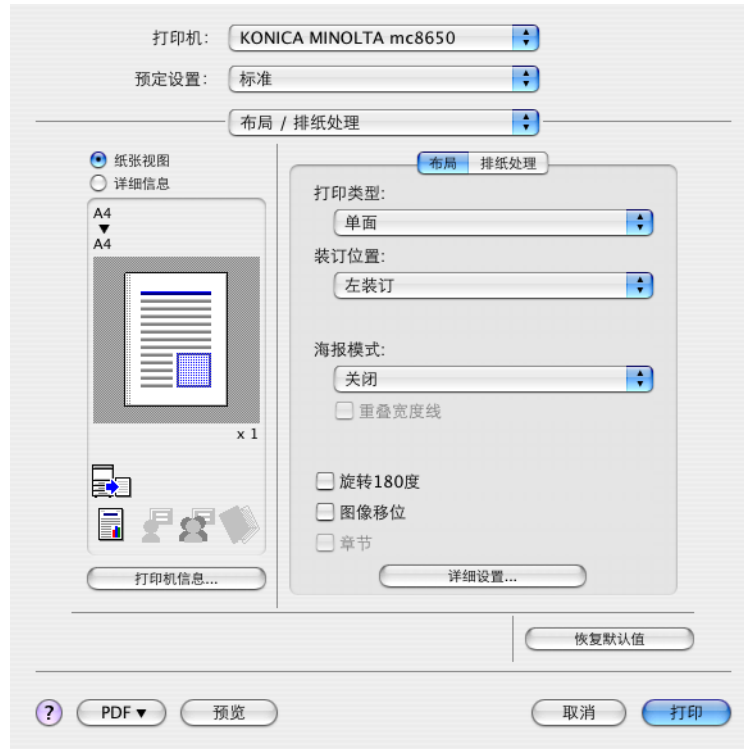 打印机: KONICA MINOLTA mc8650
预定设置: 标准
布局 / 排纸处理
纸张视图
详细信息
A4
A4
x 1
打印机信息...
布局 排纸处理
打印类型:
单面
装订位置:
左装订
海报模式:
关闭
重叠宽度线
旋转180度
图像移位
章节
详细设置...
恢复默认值
? PDF▼ 预览 取消 打印